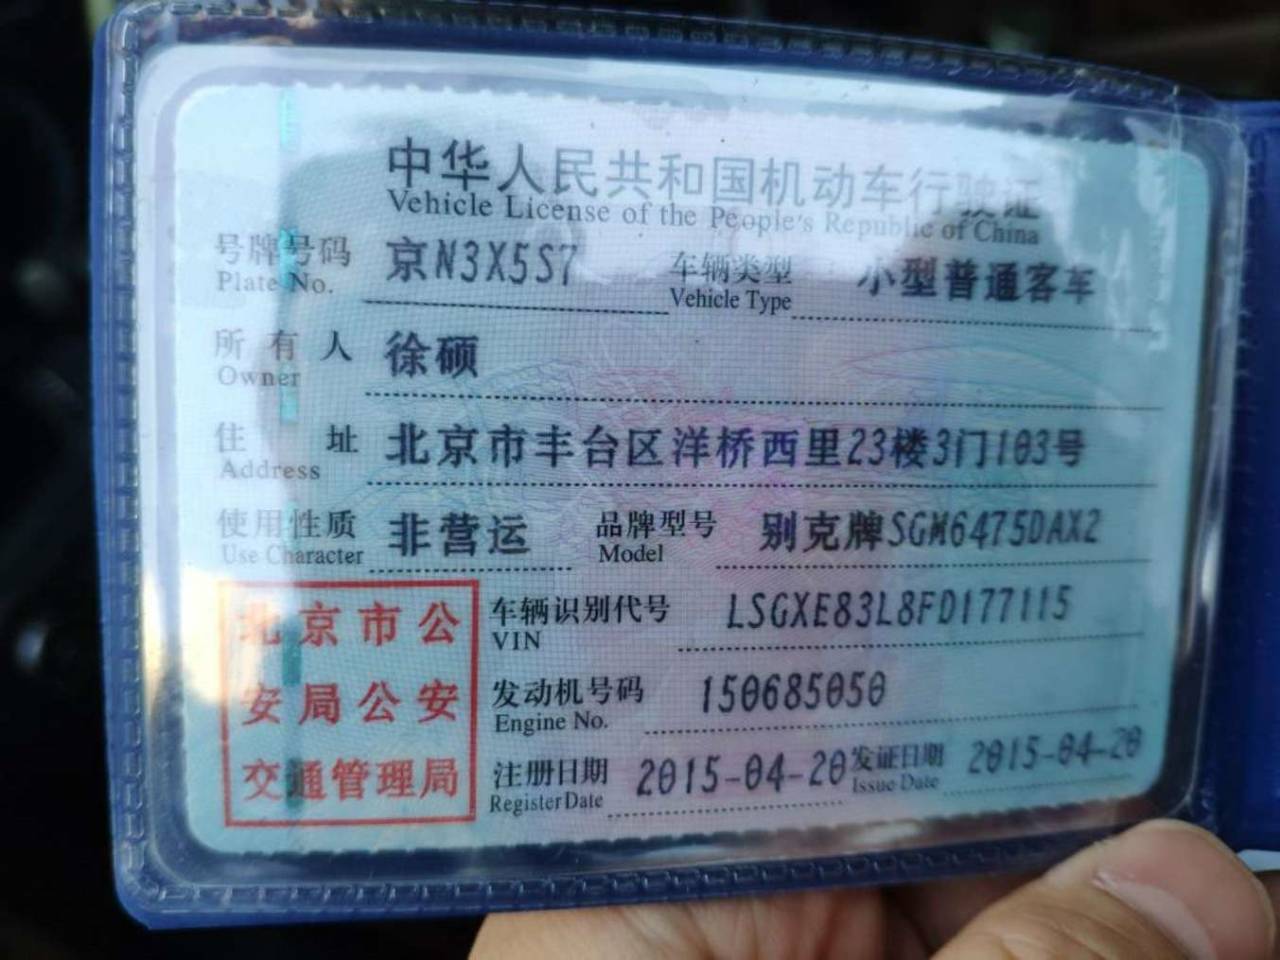 中华人民共和国机动车行驶证
Vehicle License of the People's Republic of China
号牌号码 京N3X5S7 车辆类型 小型普通客车
Plate No. Vehicle Type
所有人 徐硕
Owner
住址 北京市丰台区洋桥西里23楼3门103号
Address
使用性质 非营运 品牌型号 别克牌SGM6475DAX2
Use Character Model
北京市公
安局公安
交通管理局
车辆识别代号 LSGXE83L8FD177115
VIN
发动机号码 150685050
Engine No.
注册日期 2015-04-20 发证日期 2015-04-20
Register Date Issue Date